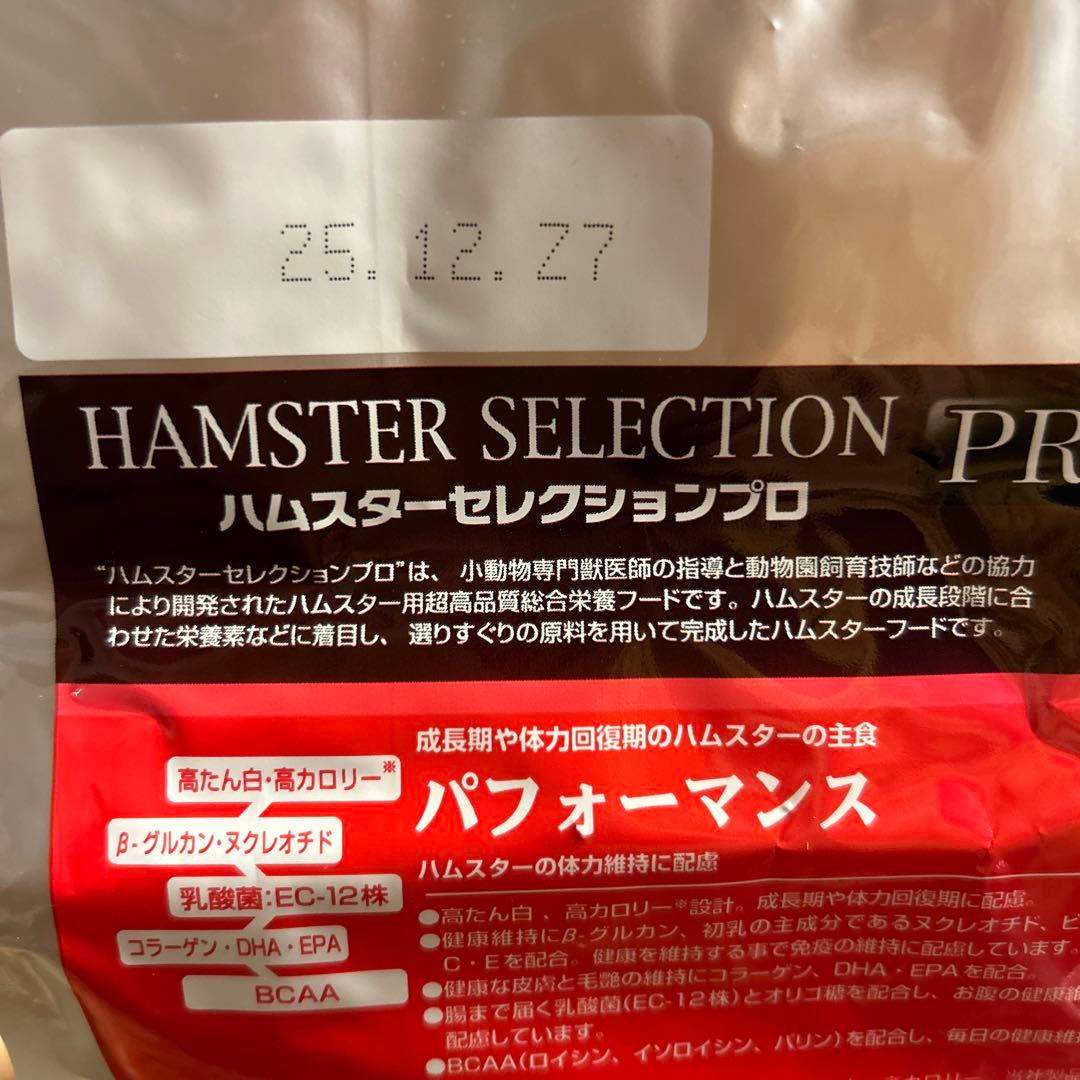 25.12.27
HAMSTER SELECTION PR
ハムスターセレクションプロ
“ハムスターセレクションプロ”は、小動物専門獣医師の指導と動物園飼育技師などの協力
により開発されたハムスター用超高品質総合栄養フードです。ハムスターの成長段階に合
わせた栄養素などに着目し、選りすぐりの原料を用いて完成したハムスターフードです。
成長期や体力回復期のハムスターの主食
パフォーマンス
ハムスターの体力維持に配慮
高たん白・高カロリー※
β-グルカン・ヌクレオチド
乳酸菌:EC-12株
コラーゲン・DHA・EPA
BCAA
●高たん白、高カロリー※設計。成長期や体力回復期に配慮。
●健康維持にβ-グルカン、初乳の主成分であるヌクレオチド、ビ
C・Eを配合。健康を維持する事で免疫の維持に配慮しています。
●健康な皮膚と毛艶の維持にコラーゲン、DHA・EPAを配合。
●腸まで届く乳酸菌(EC-12株)とオリゴ糖を配合し、お腹の健康維
配慮しています。
●BCAA(ロイシン、イソロイシン、バリン)を配合し、毎日の健康維
高カロリー